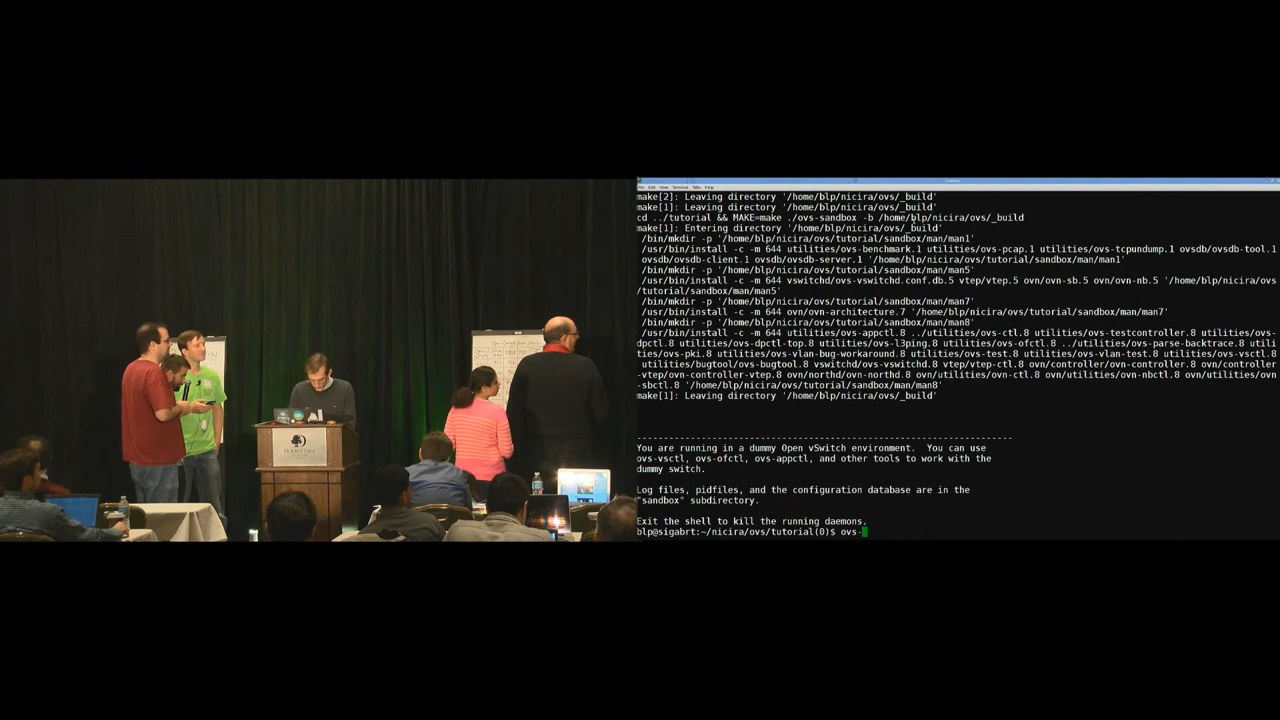 File Edit View Terminal Tabs Help
make[2]: Leaving directory '/home/blp/nicira/ovs/_build'
make[1]: Leaving directory '/home/blp/nicira/ovs/_build'
cd ../tutorial && MAKE=make ./ovs-sandbox -b /home/blp/nicira/ovs/_build
make[1]: Entering directory '/home/blp/nicira/ovs/_build'
/bin/mkdir -p '/home/blp/nicira/ovs/tutorial/sandbox/man/man1'
/usr/bin/install -c -m 644 utilities/ovs-benchmark.1 utilities/ovs-pcap.1 utilities/ovs-tcpundump.1 ovsdb/ovsdb-tool.1
ovsdb/ovsdb-client.1 ovsdb/ovsdb-server.1 '/home/blp/nicira/ovs/tutorial/sandbox/man/man1'
/bin/mkdir -p '/home/blp/nicira/ovs/tutorial/sandbox/man/man5'
/usr/bin/install -c -m 644 vswitchd/ovs-vswitchd.conf.db.5 vtep/vtep.5 ovn/ovn-sb.5 ovn/ovn-nb.5 '/home/blp/nicira/ovs
/tutorial/sandbox/man/man5'
/bin/mkdir -p '/home/blp/nicira/ovs/tutorial/sandbox/man/man7'
/usr/bin/install -c -m 644 ovn/ovn-architecture.7 '/home/blp/nicira/ovs/tutorial/sandbox/man/man7'
/bin/mkdir -p '/home/blp/nicira/ovs/tutorial/sandbox/man/man8'
/usr/bin/install -c -m 644 utilities/ovs-appctl.8 ../utilities/ovs-ctl.8 utilities/ovs-testcontroller.8 utilities/ovs-
dpctl.8 utilities/ovs-dpctl-top.8 utilities/ovs-l3ping.8 utilities/ovs-ofctl.8 ../utilities/ovs-parse-backtrace.8 util
ities/ovs-pki.8 utilities/ovs-vlan-bug-workaround.8 utilities/ovs-test.8 utilities/ovs-vlan-test.8 utilities/ovs-vsctl
.8 utilities/bugtool/ovs-bugtool.8 vswitchd/ovs-vswitchd.8 vtep/vtep-ctl.8 ovn/controller/ovn-controller.8 ovn/controller
-vtep/ovn-controller-vtep.8 ovn/northd/ovn-northd.8 ovn/utilities/ovn-ctl.8 ovn/utilities/ovn-nbctl.8 ovn/utilities/ovn
-sbctl.8 '/home/blp/nicira/ovs/tutorial/sandbox/man/man8'
make[1]: Leaving directory '/home/blp/nicira/ovs/_build'
----------------------------------------------------------------------
You are running in a dummy Open vSwitch environment. You can use
ovs-vsctl, ovs-ofctl, ovs-appctl, and other tools to work with the
dummy switch.
Log files, pidfiles, and the configuration database are in the
"sandbox" subdirectory.
Exit the shell to kill the running daemons.
blp@sigabrt:~/nicira/ovs/tutorial(0)$ ovs-